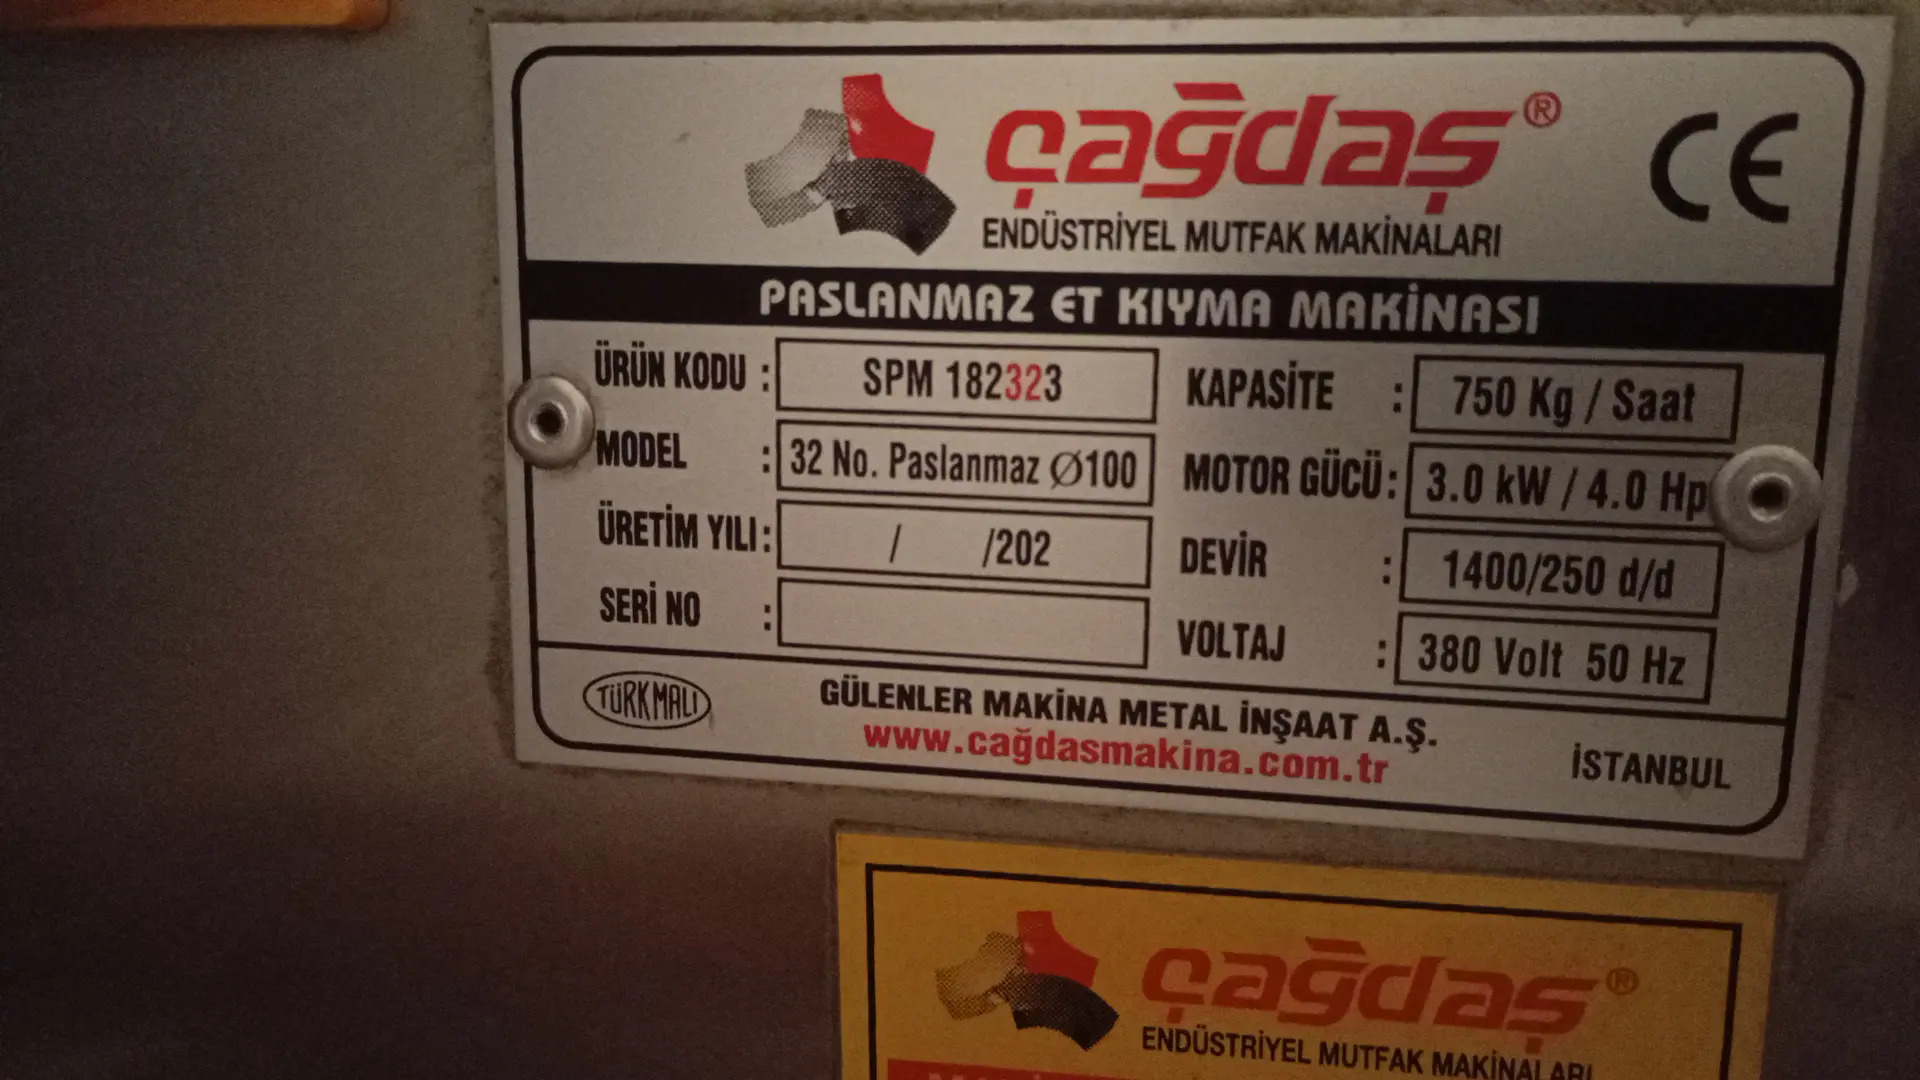 çağdaş®
CE
ENDÜSTRİYEL MUTFAK MAKİNALARI
PASLANMAZ ET KIYMA MAKİNASI
ÜRÜN KODU : SPM 182323
KAPASİTE : 750 Kg / Saat
MODEL : 32 No. Paslanmaz Ø100
MOTOR GÜCÜ : 3.0 kW / 4.0 Hp
ÜRETİM YILI : / /202
DEVİR : 1400/250 d/d
SERİ NO :
VOLTAJ : 380 Volt 50 Hz
TÜRK MALI
GÜLENLER MAKİNA METAL İNŞAAT A.Ş.
www.cağdasmakina.com.tr
İSTANBUL
çağdaş®
ENDÜSTRİYEL MUTFAK MAKİNALARI